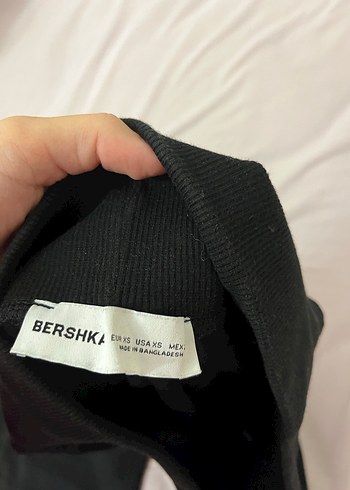 BERSHKA
EUR XS USA XS MEX
MADE IN BANGLADESH